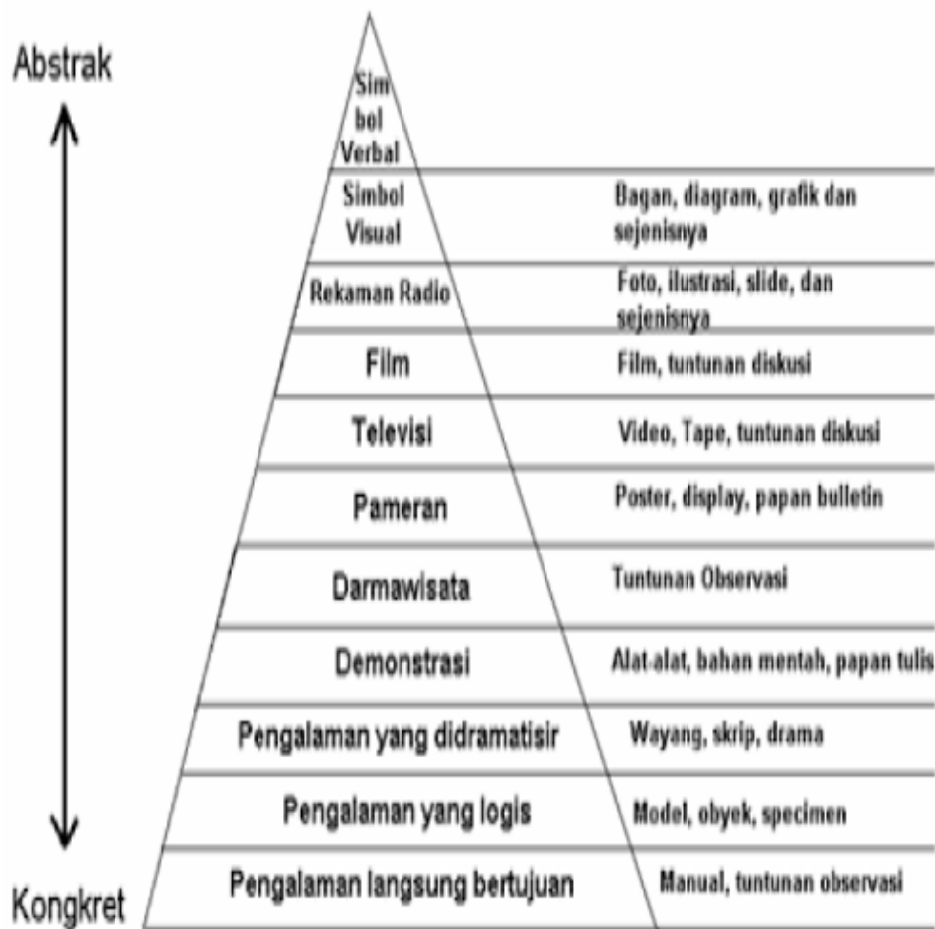 Abstrak
Sim
bol
Verbal
Simbol
Visual
Bagan, diagram, grafik dan
sejenisnya
Rekaman Radio
Foto, ilustrasi, slide, dan
sejenisnya
Film
Film, tuntunan diskusi
Televisi
Video, Tape, tuntunan diskusi
Pameran
Poster, display, papan bulletin
Darmawisata
Tuntunan Observasi
Demonstrasi
Alat-alat, bahan mentah, papan tulis
Pengalaman yang didramatisir
Wayang, skrip, drama
Pengalaman yang logis
Model, obyek, specimen
Pengalaman langsung bertujuan
Manual, tuntunan observasi
Kongkret